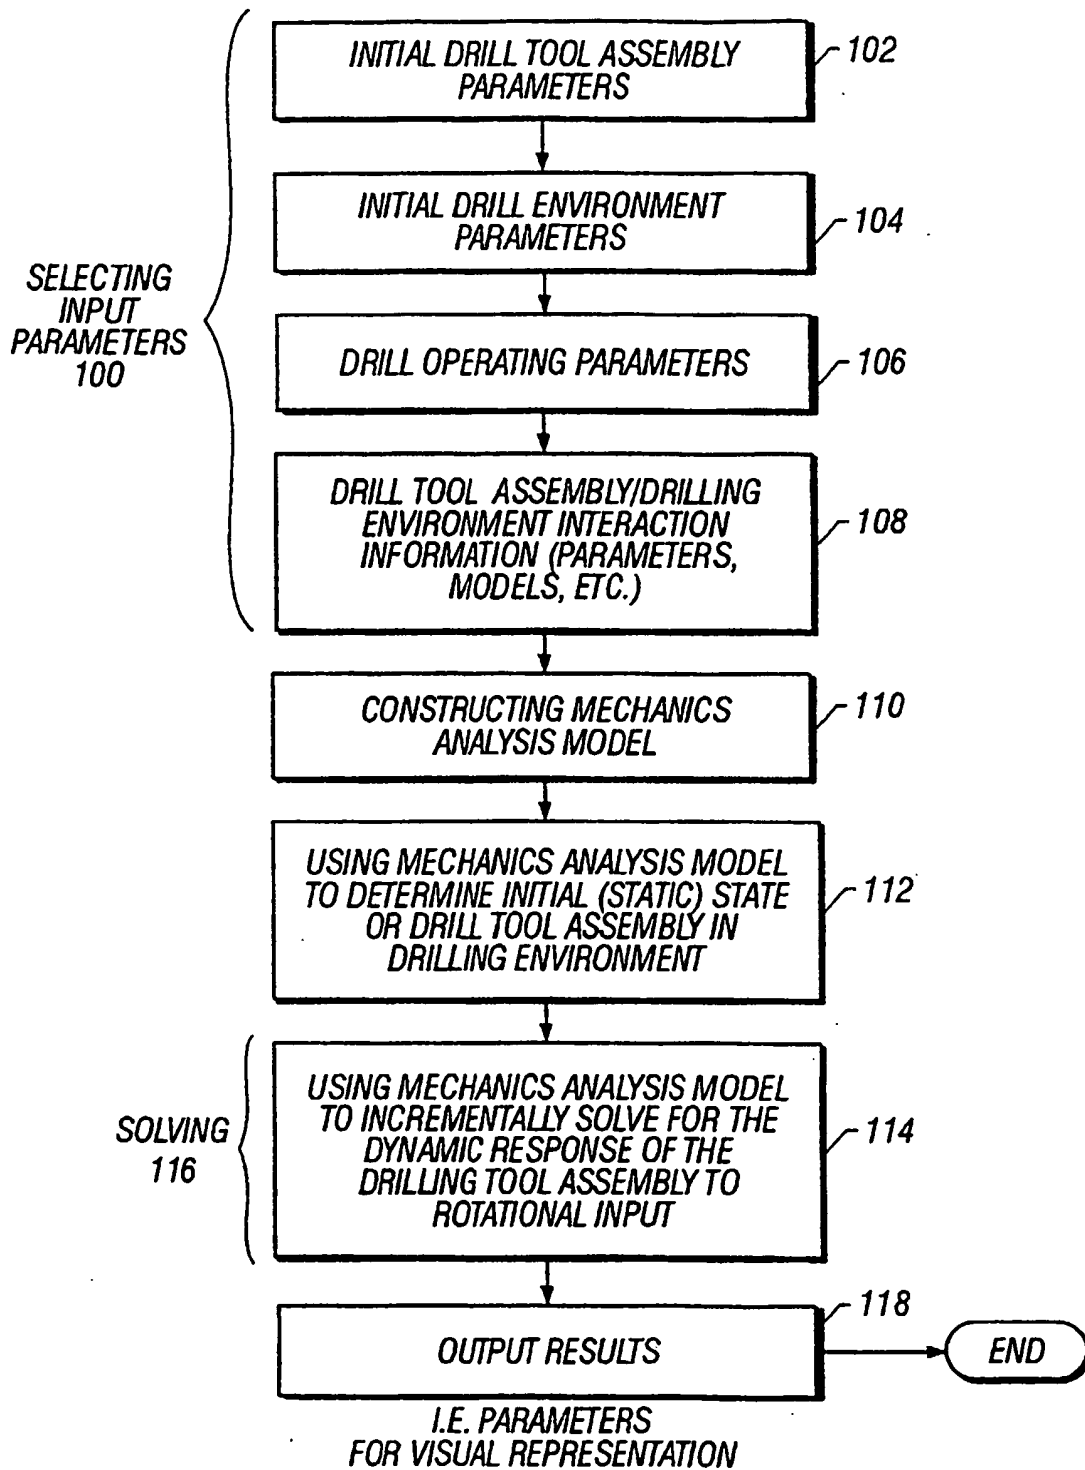 INITIAL DRILL TOOL ASSEMBLY
PARAMETERS
102
INITIAL DRILL ENVIRONMENT
PARAMETERS
104
SELECTING
INPUT
PARAMETERS
100
DRILL OPERATING PARAMETERS
106
DRILL TOOL ASSEMBLY/DRILLING
ENVIRONMENT INTERACTION
INFORMATION (PARAMETERS,
MODELS, ETC.)
108
CONSTRUCTING MECHANICS
ANALYSIS MODEL
110
USING MECHANICS ANALYSIS MODEL
TO DETERMINE INITIAL (STATIC) STATE
OR DRILL TOOL ASSEMBLY IN
DRILLING ENVIRONMENT
112
SOLVING
116
USING MECHANICS ANALYSIS MODEL
TO INCREMENTALLY SOLVE FOR THE
DYNAMIC RESPONSE OF THE
DRILLING TOOL ASSEMBLY TO
ROTATIONAL INPUT
114
OUTPUT RESULTS
118
END
I.E. PARAMETERS
FOR VISUAL REPRESENTATION